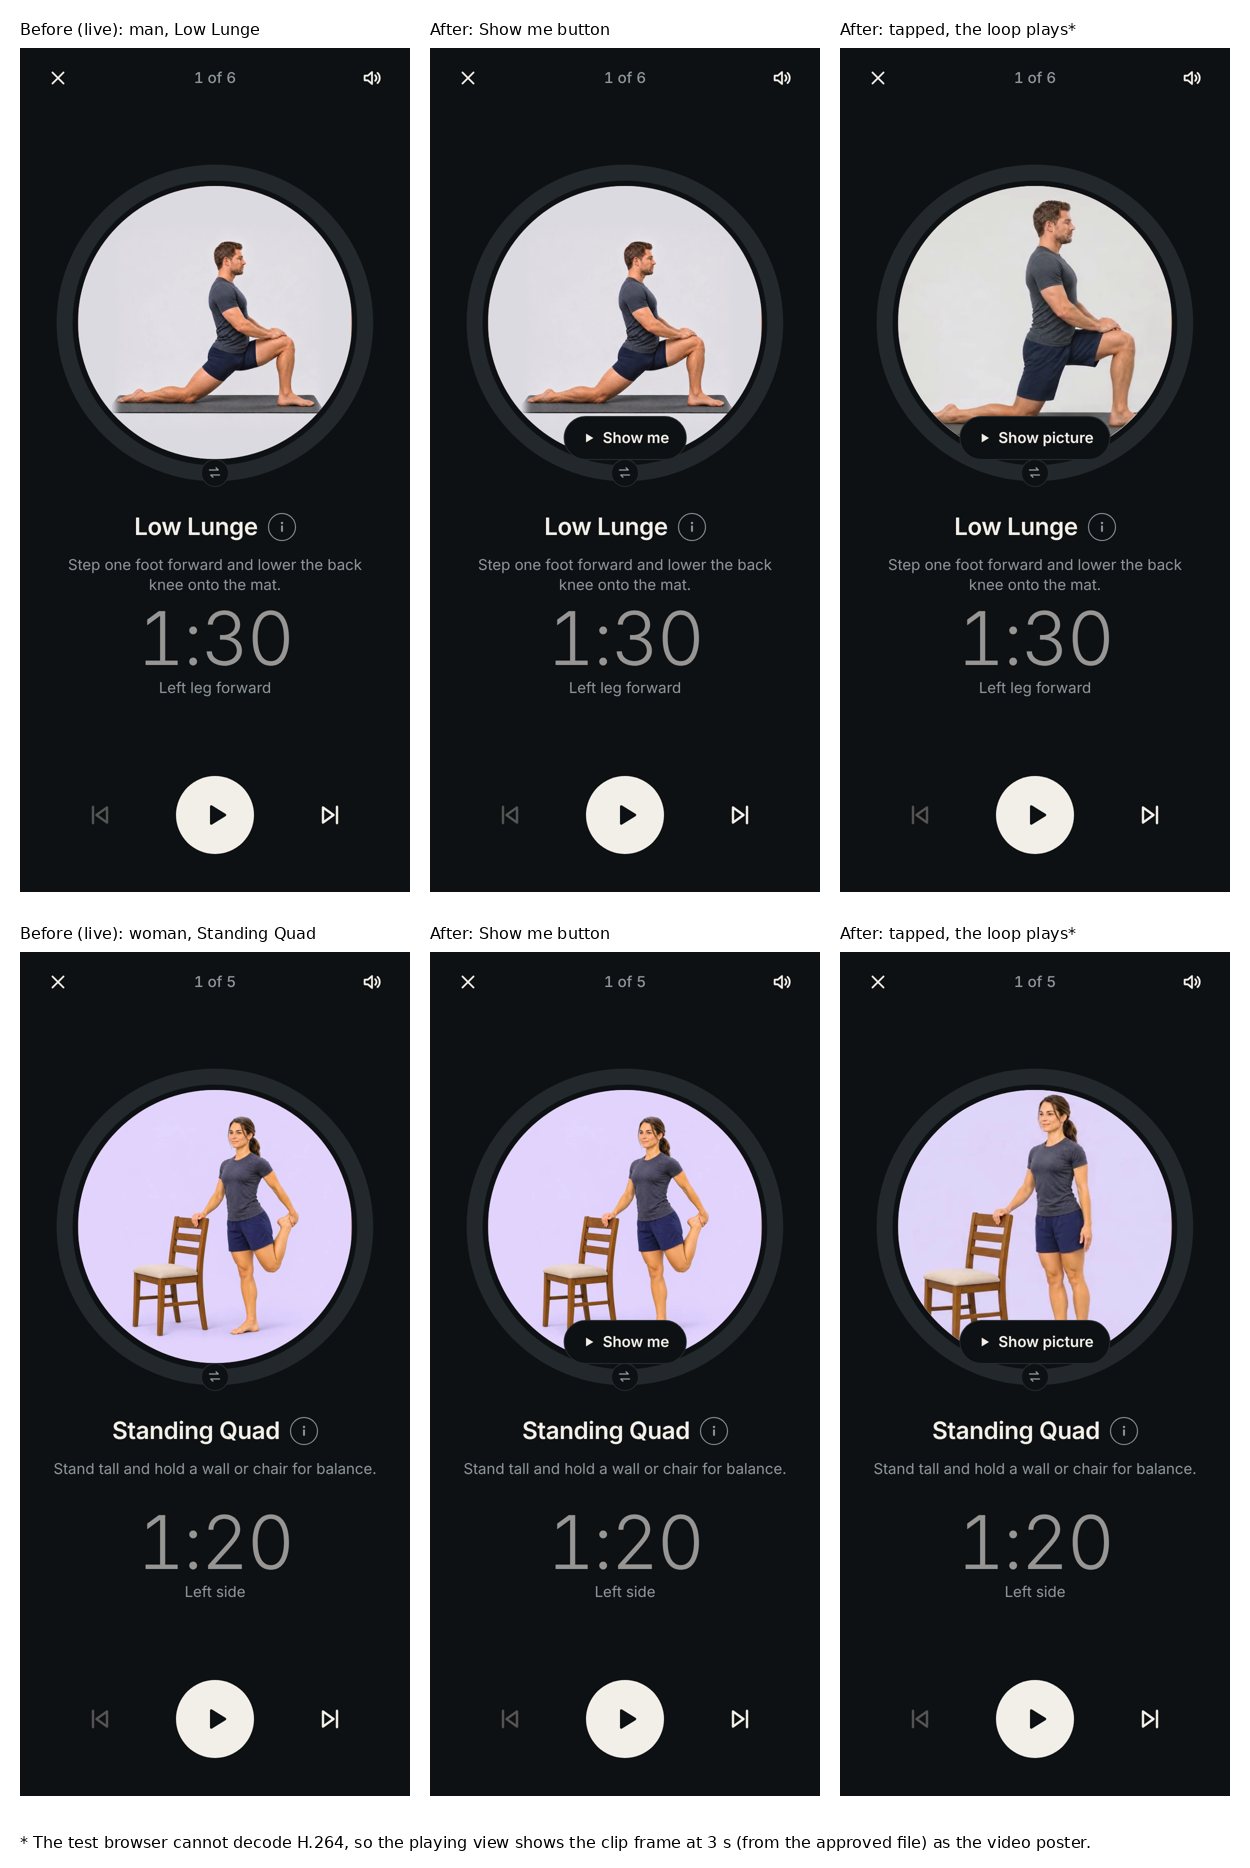 Before (live): man, Low Lunge
After: Show me button
After: tapped, the loop plays*
1 of 6
1 of 6
1 of 6
Show me
Show picture
Low Lunge i
Low Lunge i
Low Lunge i
Step one foot forward and lower the back
knee onto the mat.
Step one foot forward and lower the back
knee onto the mat.
Step one foot forward and lower the back
knee onto the mat.
1:30
1:30
1:30
Left leg forward
Left leg forward
Left leg forward
Before (live): woman, Standing Quad
After: Show me button
After: tapped, the loop plays*
1 of 5
1 of 5
1 of 5
Show me
Show picture
Standing Quad i
Standing Quad i
Standing Quad i
Stand tall and hold a wall or chair for balance.
Stand tall and hold a wall or chair for balance.
Stand tall and hold a wall or chair for balance.
1:20
1:20
1:20
Left side
Left side
Left side
* The test browser cannot decode H.264, so the playing view shows the clip frame at 3 s (from the approved file) as the video poster.